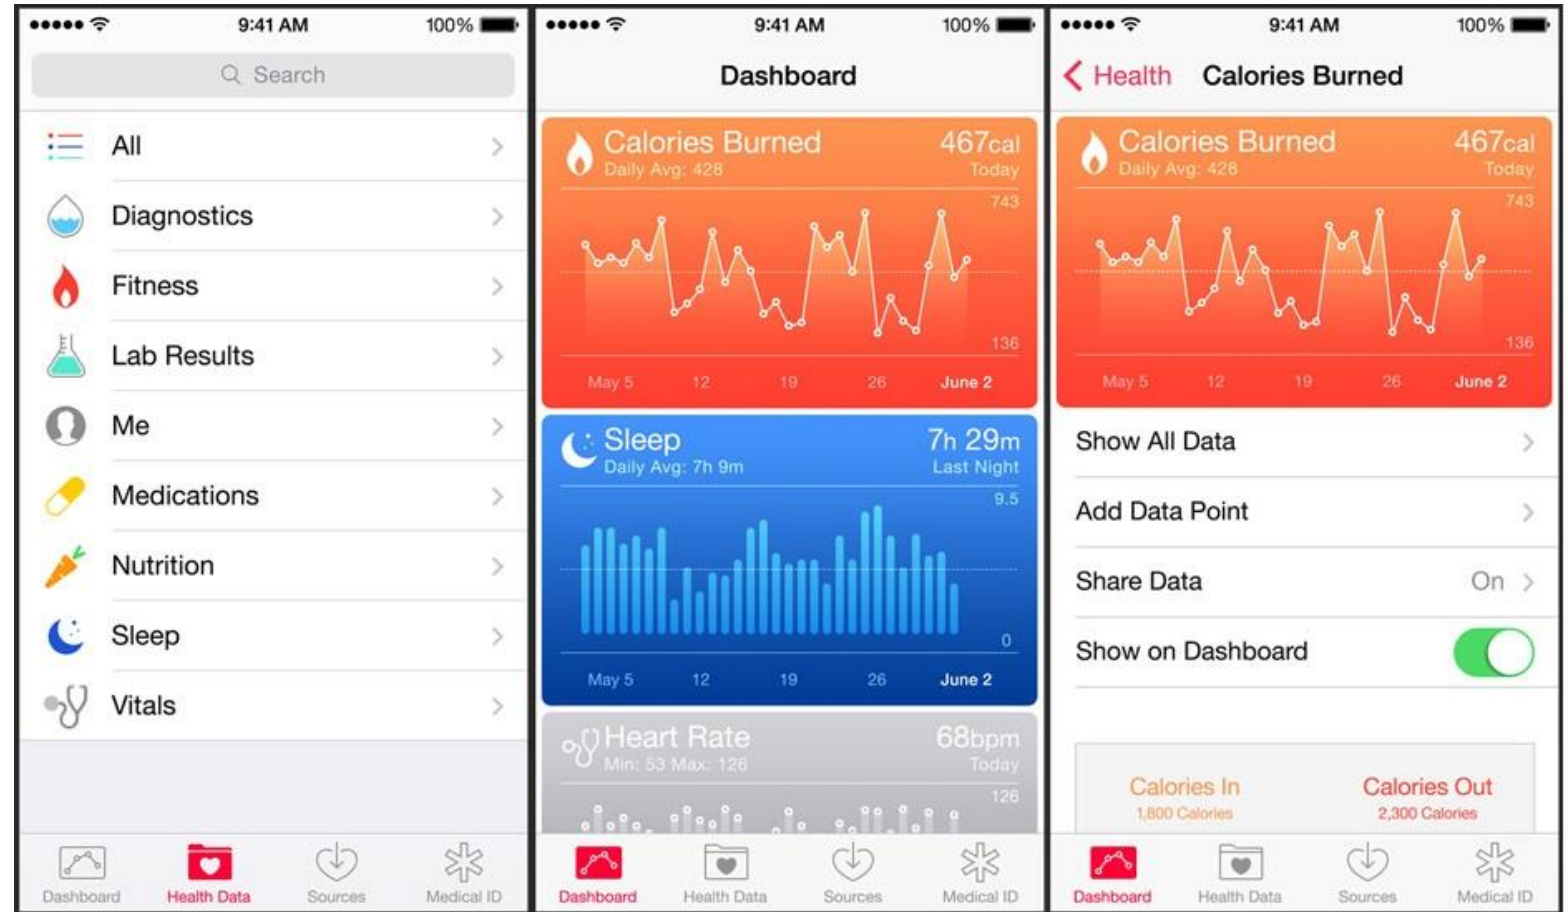 9:41 AM 100%
Search
All
Diagnostics
Fitness
Lab Results
Me
Medications
Nutrition
Sleep
Vitals
Dashboard Health Data Sources Medical ID
9:41 AM 100%
Dashboard
Calories Burned 467cal
Daily Avg: 428 Today
743
136
May 5 12 19 26 June 2
Sleep 7h 29m
Daily Avg: 7h 9m Last Night
9.5
0
May 5 12 19 26 June 2
Heart Rate 68bpm
Min: 53 Max: 126 Today
126
Dashboard Health Data Sources Medical ID
9:41 AM 100%
Health Calories Burned
Calories Burned 467cal
Daily Avg: 428 Today
743
136
May 5 12 19 26 June 2
Show All Data
Add Data Point
Share Data On
Show on Dashboard
Calories In Calories Out
1,800 Calories 2,300 Calories
Dashboard Health Data Sources Medical ID